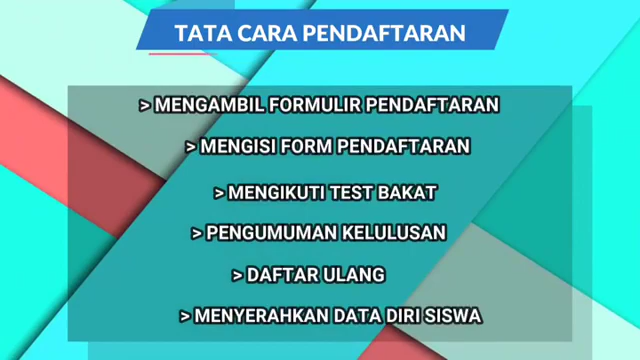 TATA CARA PENDAFTARAN
> MENGAMBIL FORMULIR PENDAFTARAN
> MENGISI FORM PENDAFTARAN
> MENGIKUTI TEST BAKAT
> PENGUMUMAN KELULUSAN
> DAFTAR ULANG
> MENYERAHKAN DATA DIRI SISWA